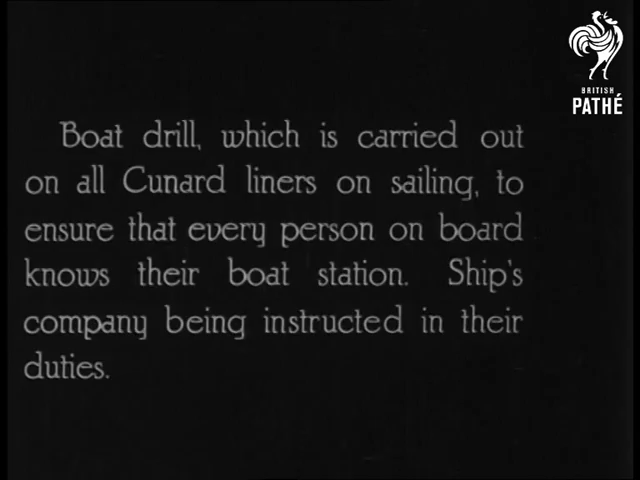 BRITISH
PATHÉ
Boat drill, which is carried out
on all Cunard liners on sailing, to
ensure that every person on board
knows their boat station. Ship's
company being instructed in their
duties.